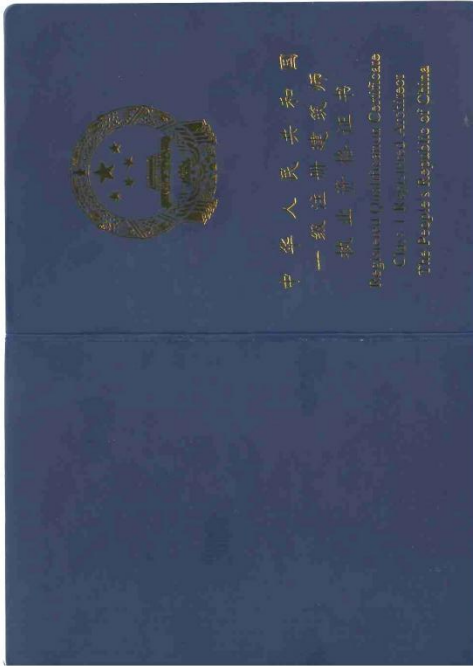 中华人民共和国
一级注册建筑师
执业资格证书
Registered Qualification Certificate
Class 1 Registered Architect
The People's Republic of China